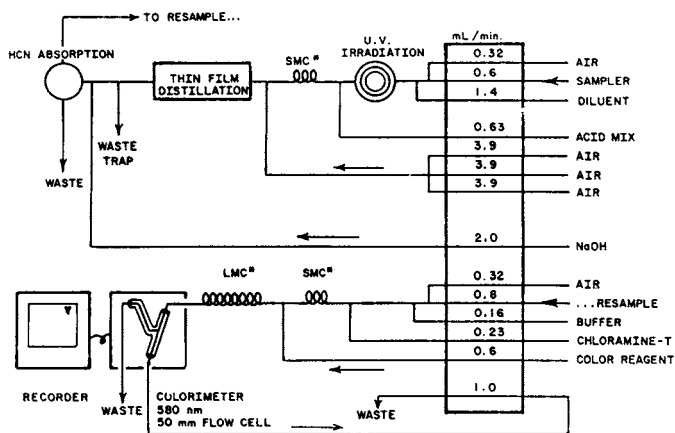 TO RESAMPLE...
HCN ABSORPTION
U.V.
IRRADIATION
mL/min.
SMC*
0.32
AIR
0.6
SAMPLER
THIN FILM
DISTILLATION
1.4
DILUENT
WASTE
TRAP
0.63
ACID MIX
3.9
AIR
WASTE
3.9
AIR
3.9
AIR
2.0
NaOH
LMC*
SMC*
0.32
AIR
0.8
...RESAMPLE
0.16
BUFFER
0.23
CHLORAMINE-T
0.6
COLOR REAGENT
RECORDER
WASTE
COLORIMETER
580 nm
50 mm FLOW CELL
1.0
WASTE